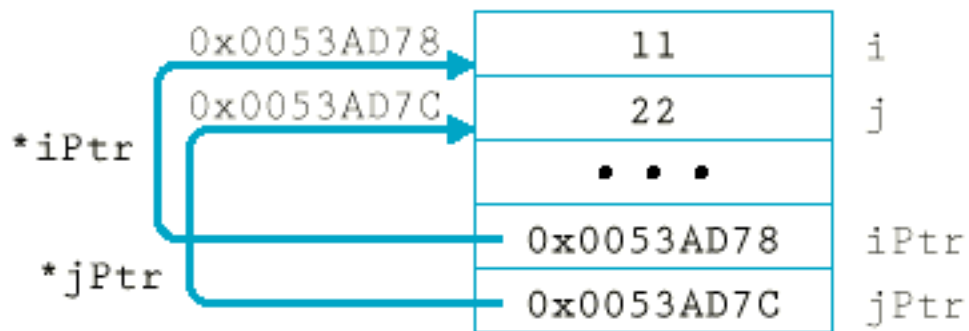 0x0053AD78 11 i
0x0053AD7C 22 j
*iPtr
• • •
0x0053AD78 iPtr
*jPtr
0x0053AD7C jPtr